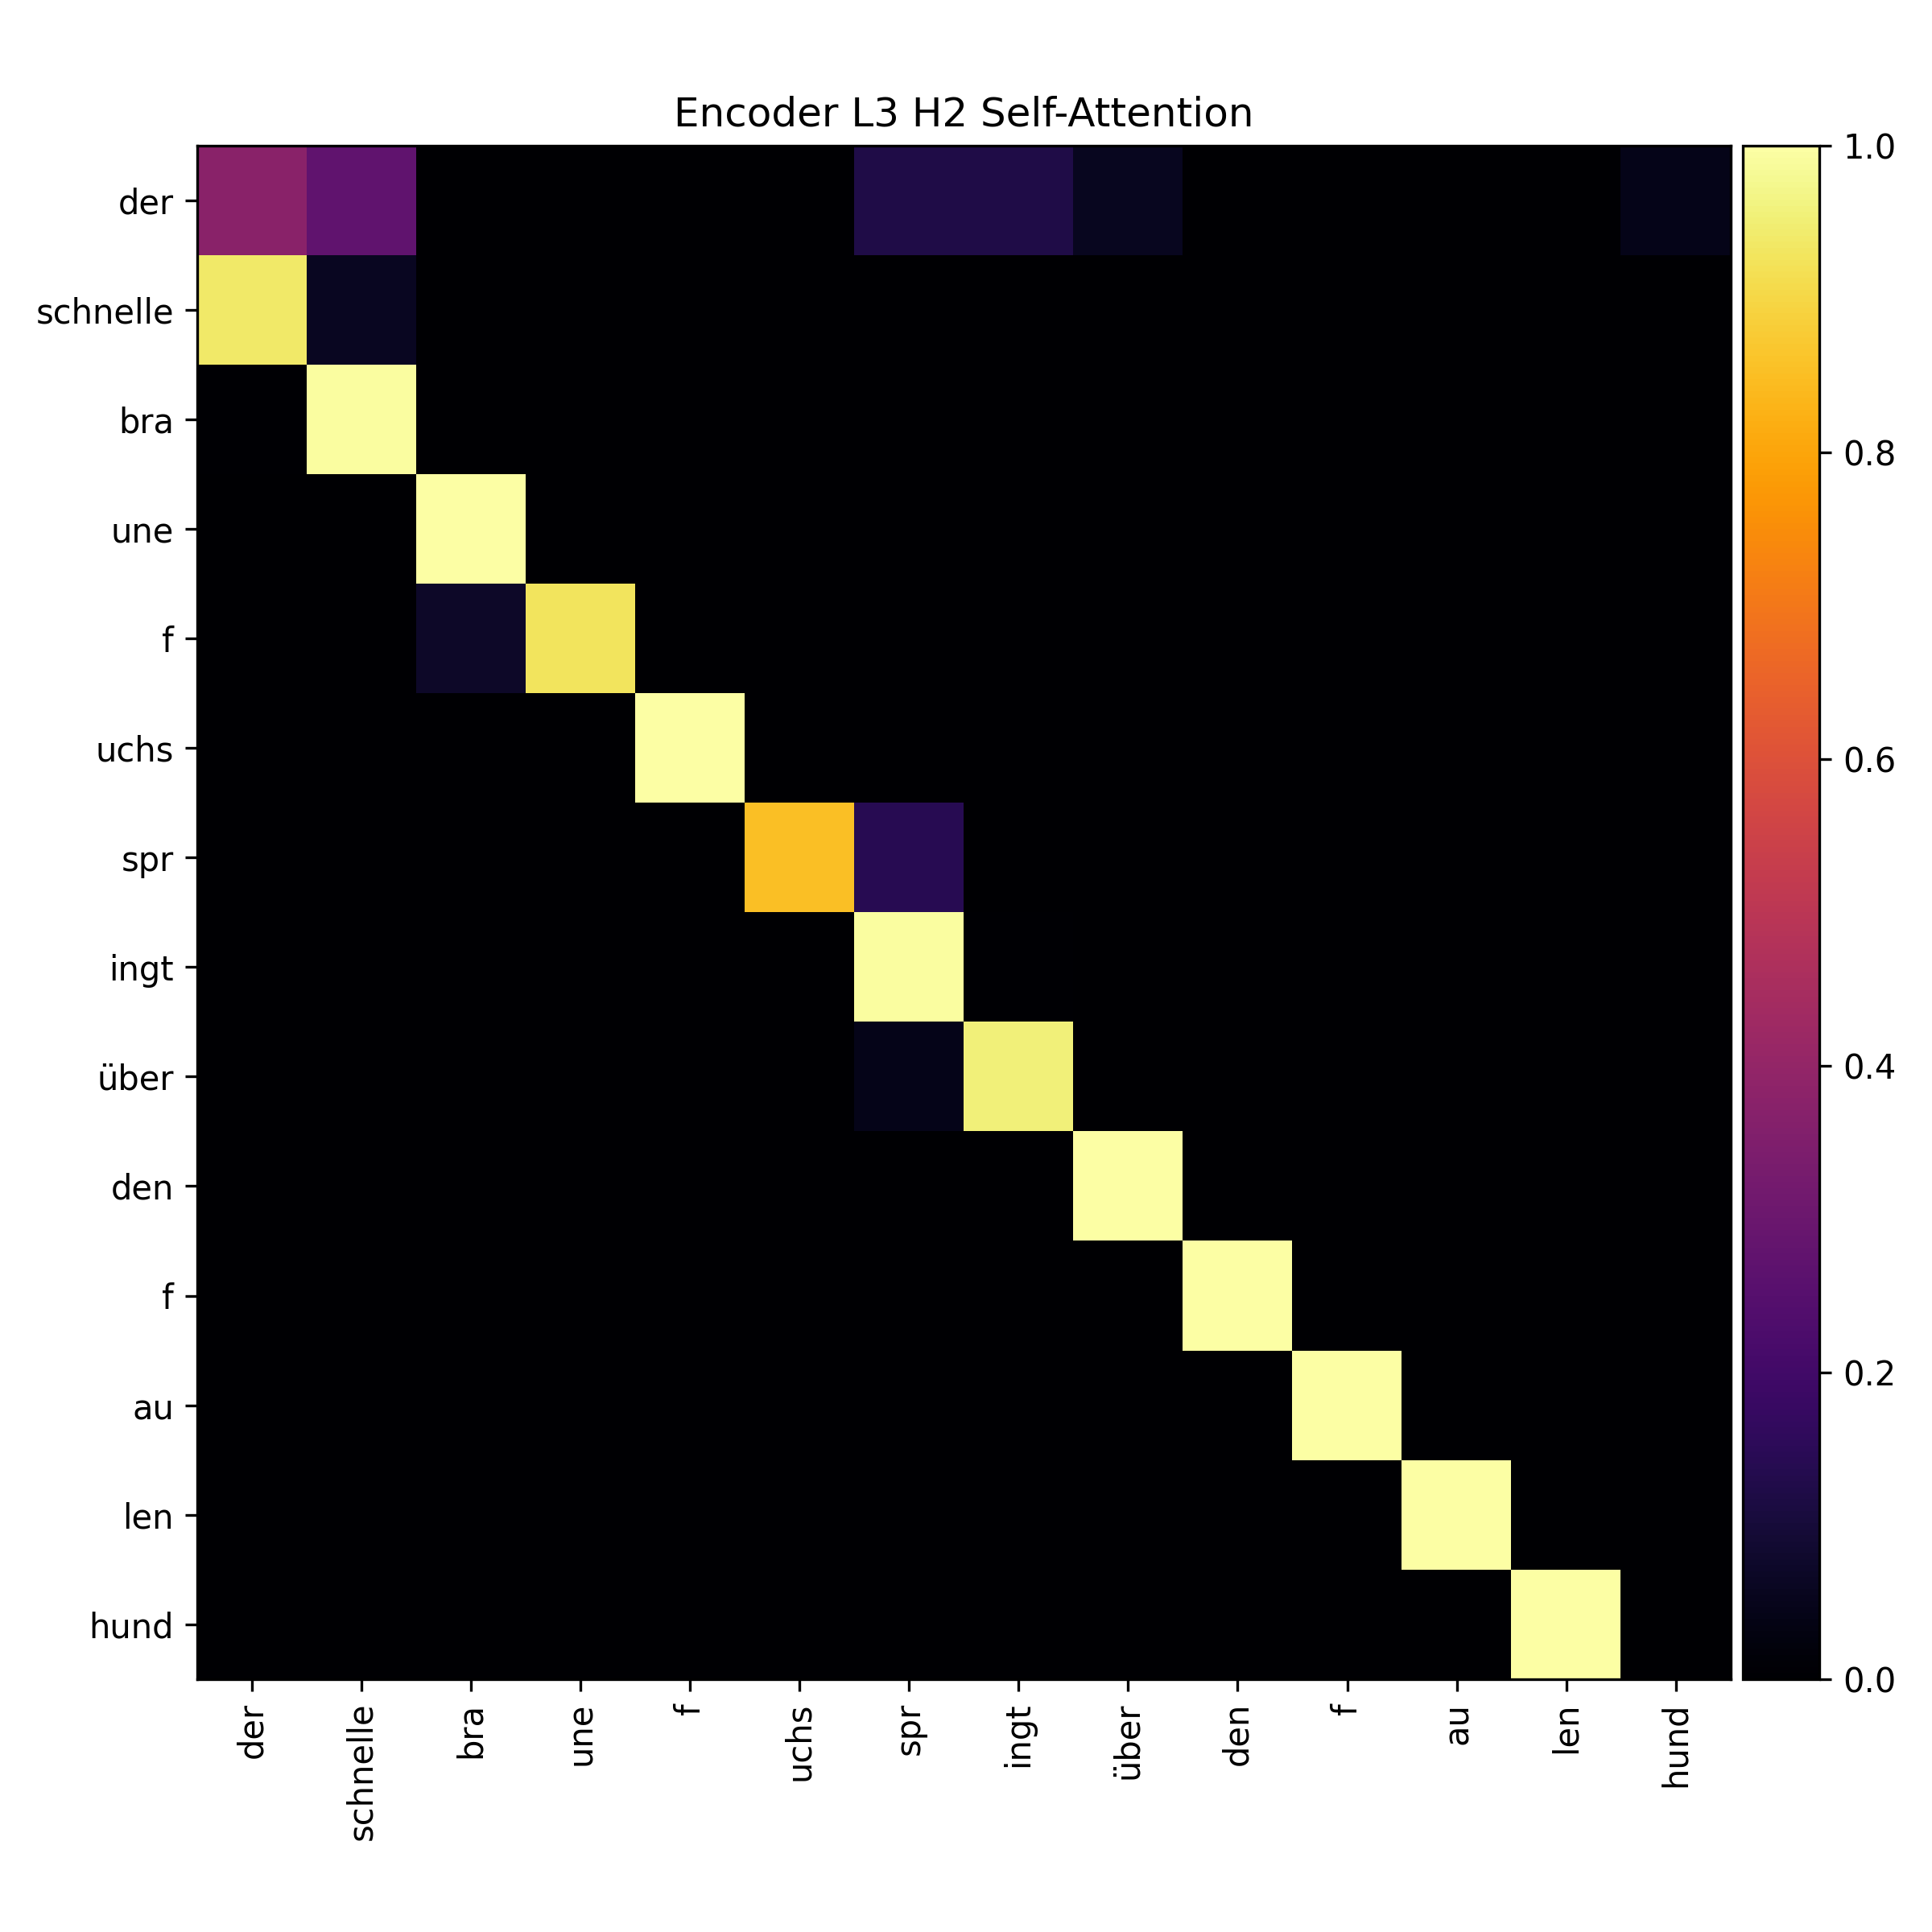 Encoder L3 H2 Self-Attention
der
schnelle
bra
une
f
uchs
spr
ingt
über
den
f
au
len
hund
der
schnelle
bra
une
f
uchs
spr
ingt
über
den
f
au
len
hund
1.0
0.8
0.6
0.4
0.2
0.0